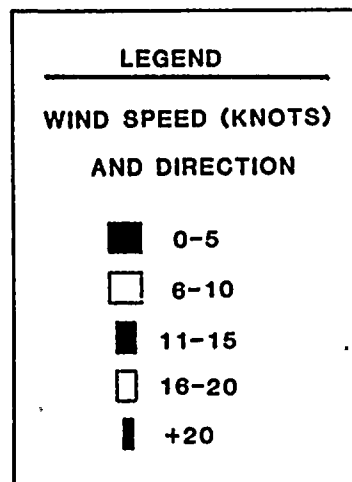 LEGEND
WIND SPEED (KNOTS)
AND DIRECTION
0-5
6-10
11-15
16-20
+20